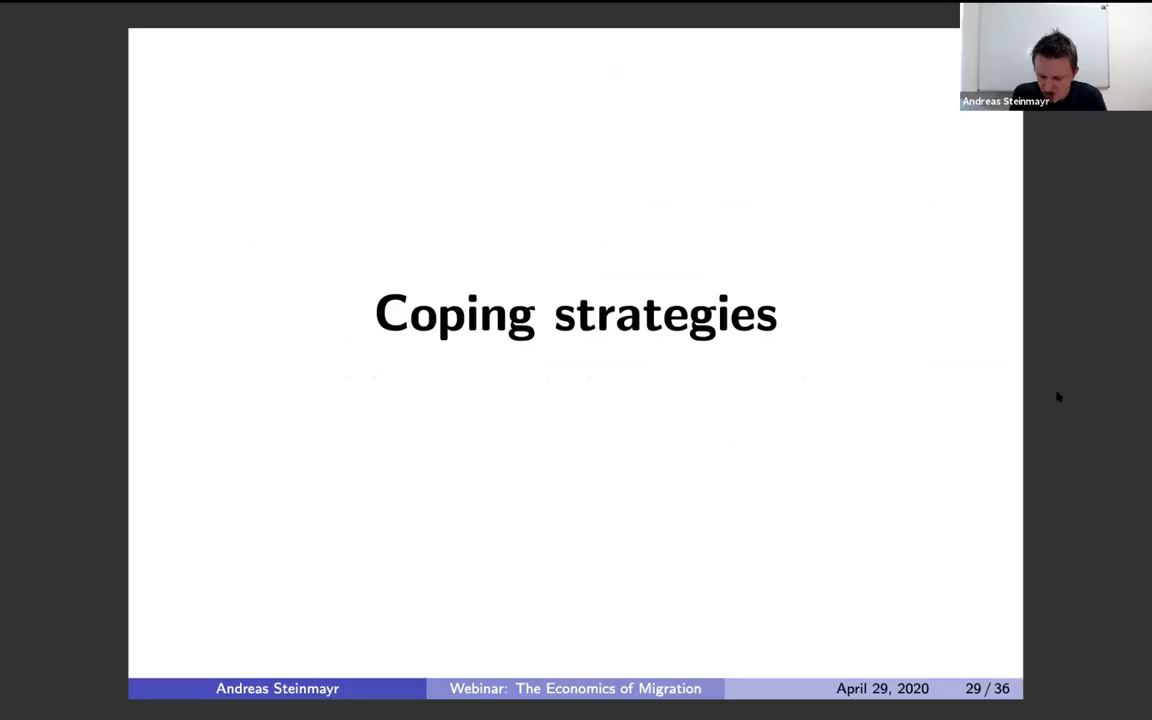 Andreas Steinmayr
Coping strategies
Andreas Steinmayr
Webinar: The Economics of Migration
April 29, 2020
29 / 36